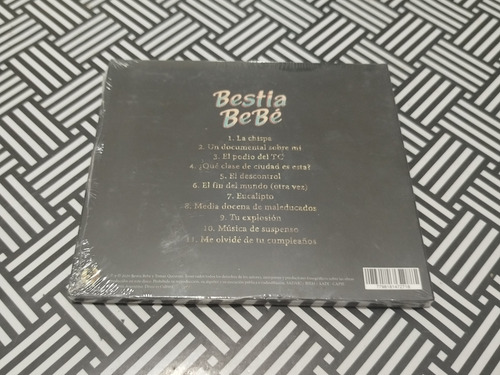 Bestia
BeBé
1. La chispa
2. Un documental sobre mí
3. El podio del TC
4. ¿Qué clase de ciudad es esta?
5. El descontrol
6. El fin del mundo (otra vez)
7. Eucalipto
8. Media docena de maleducados
9. Tu explosión
10. Música de suspenso
11. Me olvidé de tu cumpleaños